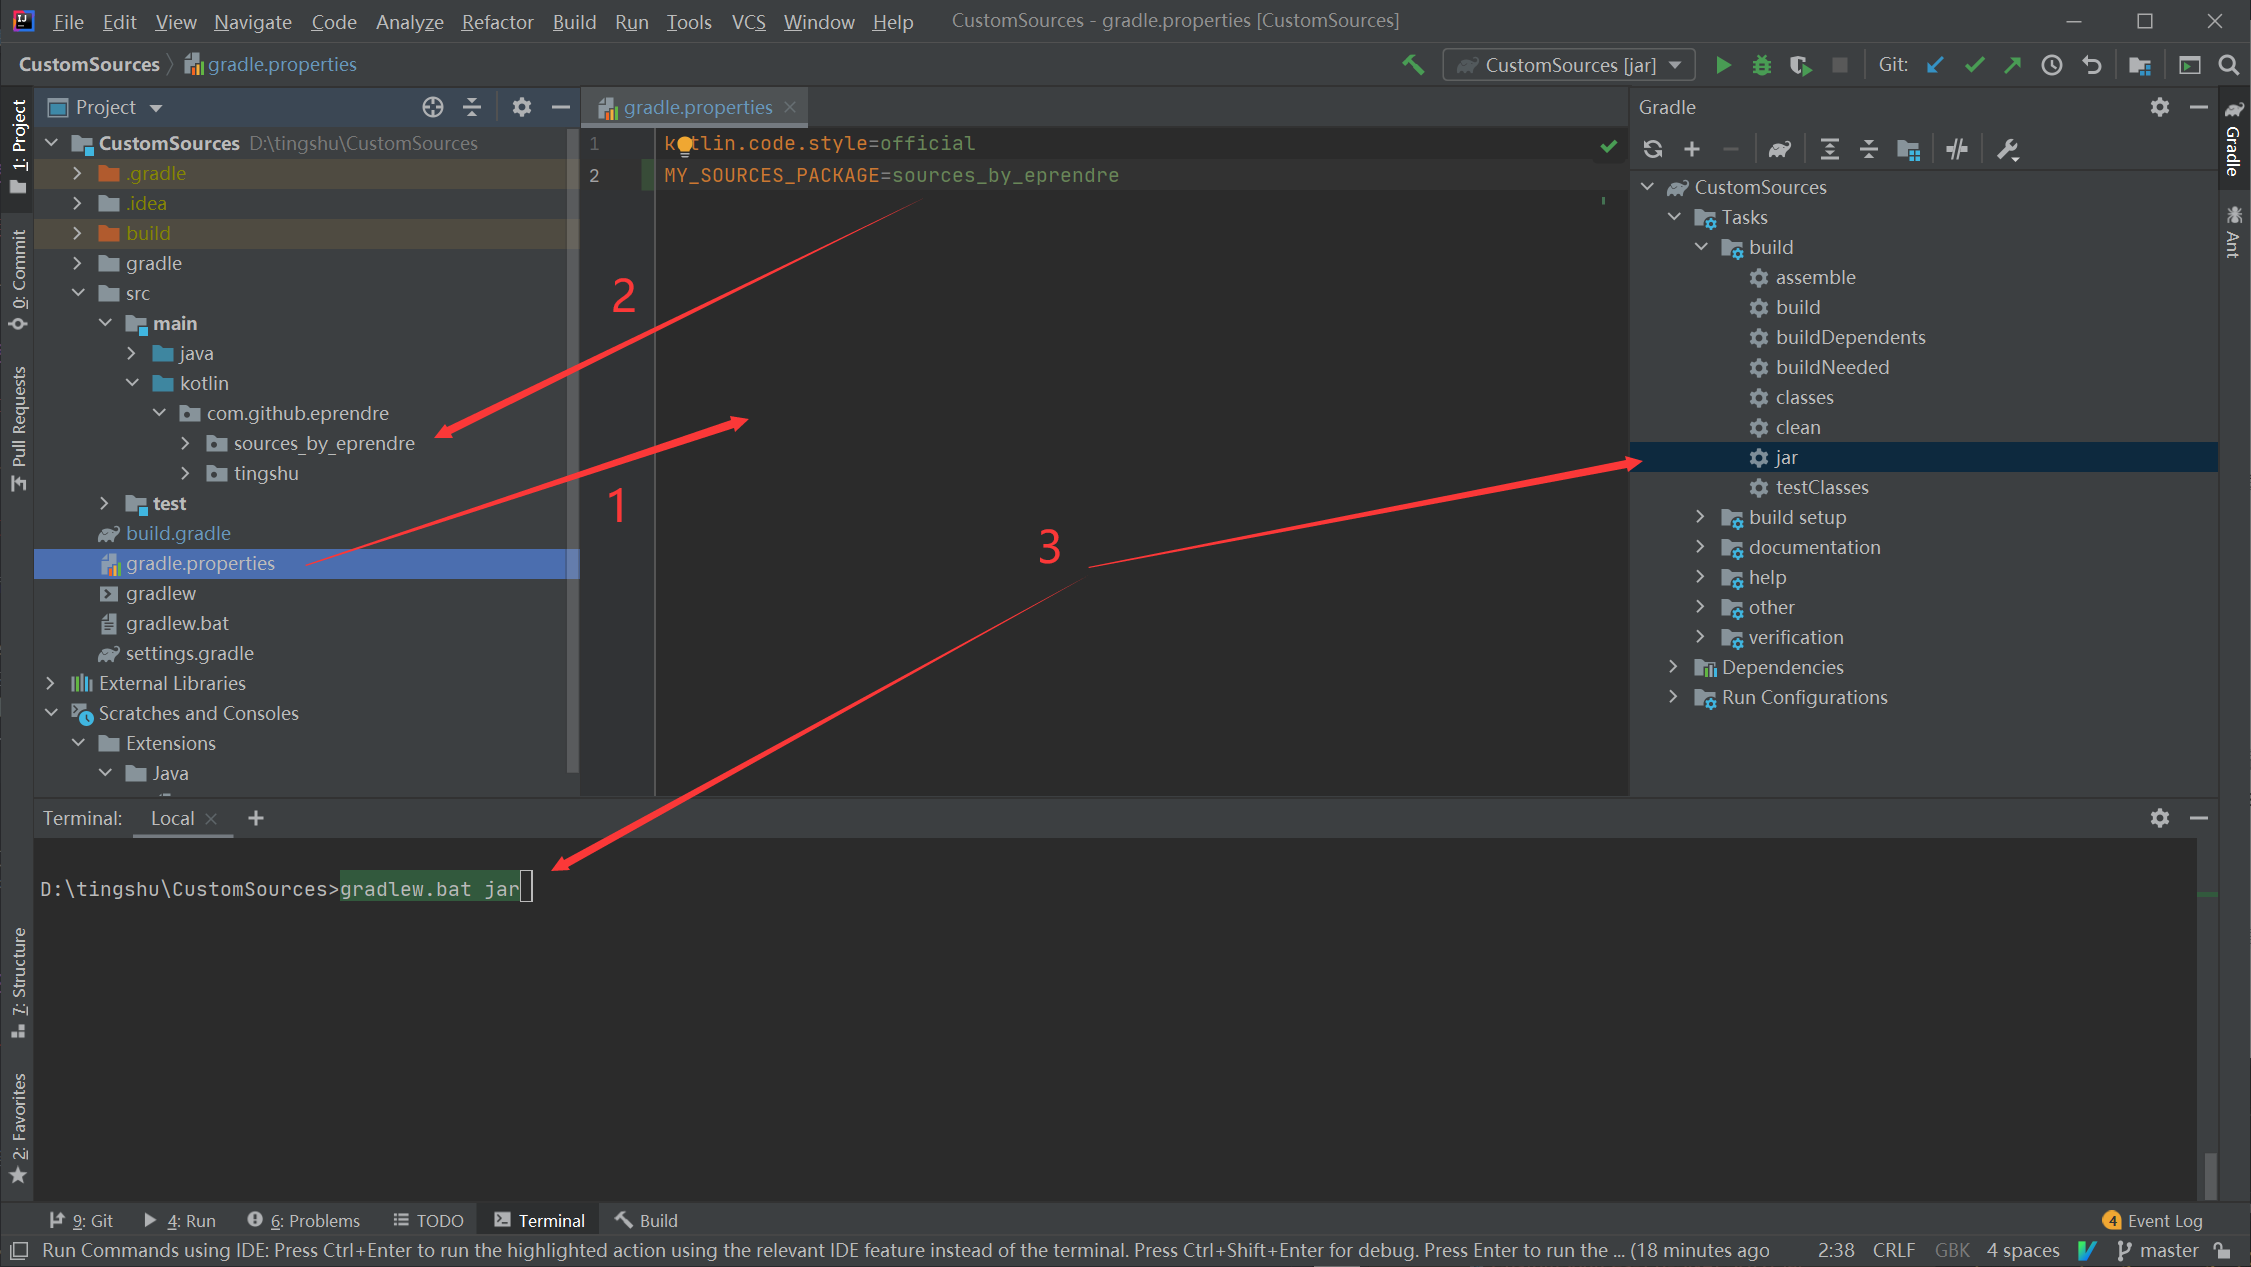 File Edit View Navigate Code Analyze Refactor Build Run Tools VCS Window Help CustomSources - gradle.properties [CustomSources]
CustomSources gradle.properties CustomSources [jar] Git:
Project
gradle.properties
Gradle
1: Project
0: Commit
Pull Requests
7: Structure
2: Favorites
CustomSources D:\tingshu\CustomSources
.gradle
.idea
build
gradle
src
main
java
kotlin
com.github.eprendre
sources_by_eprendre
tingshu
test
build.gradle
gradle.properties
gradlew
gradlew.bat
settings.gradle
External Libraries
Scratches and Consoles
Extensions
Java
1
2
MY_SOURCES_PACKAGE=sources_by_eprendre
2
1
3
CustomSources
Tasks
build
assemble
build
buildDependents
buildNeeded
classes
clean
jar
testClasses
build setup
documentation
help
other
verification
Dependencies
Run Configurations
Gradle
Ant
Terminal: Local
D:\tingshu\CustomSources>gradlew.bat jar
9: Git 4: Run 6: Problems TODO Terminal Build 4 Event Log
Run Commands using IDE: Press Ctrl+Enter to run the highlighted action using the relevant IDE feature instead of the terminal. Press Ctrl+Shift+Enter for debug. Press Enter to run the ... (18 minutes ago 2:38 CRLF GBK 4 spaces master